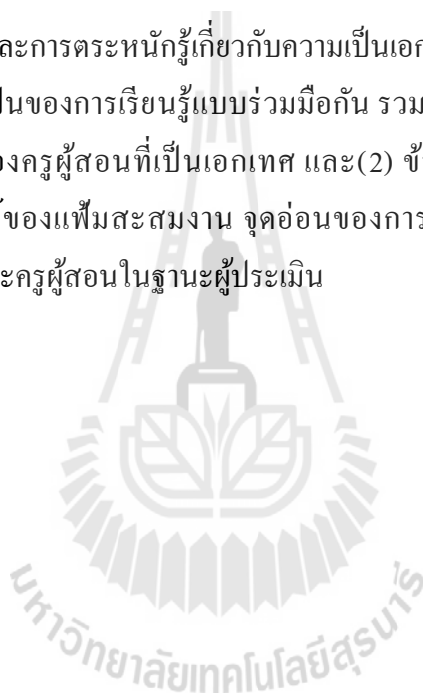 ละการตระหนักรู้เกี่ยวกับความเป็นเอก
ป็นของการเรียนรู้แบบร่วมมือกัน รวม
องครูผู้สอนที่เป็นเอกเทศ และ(2) ข้
ัของแฟ้มสะสมงาน จุดอ่อนของการ
ะครูผู้สอนในฐานะผู้ประเมิน
มหาวิทยาลัยเทคโนโลยีสุรนารี